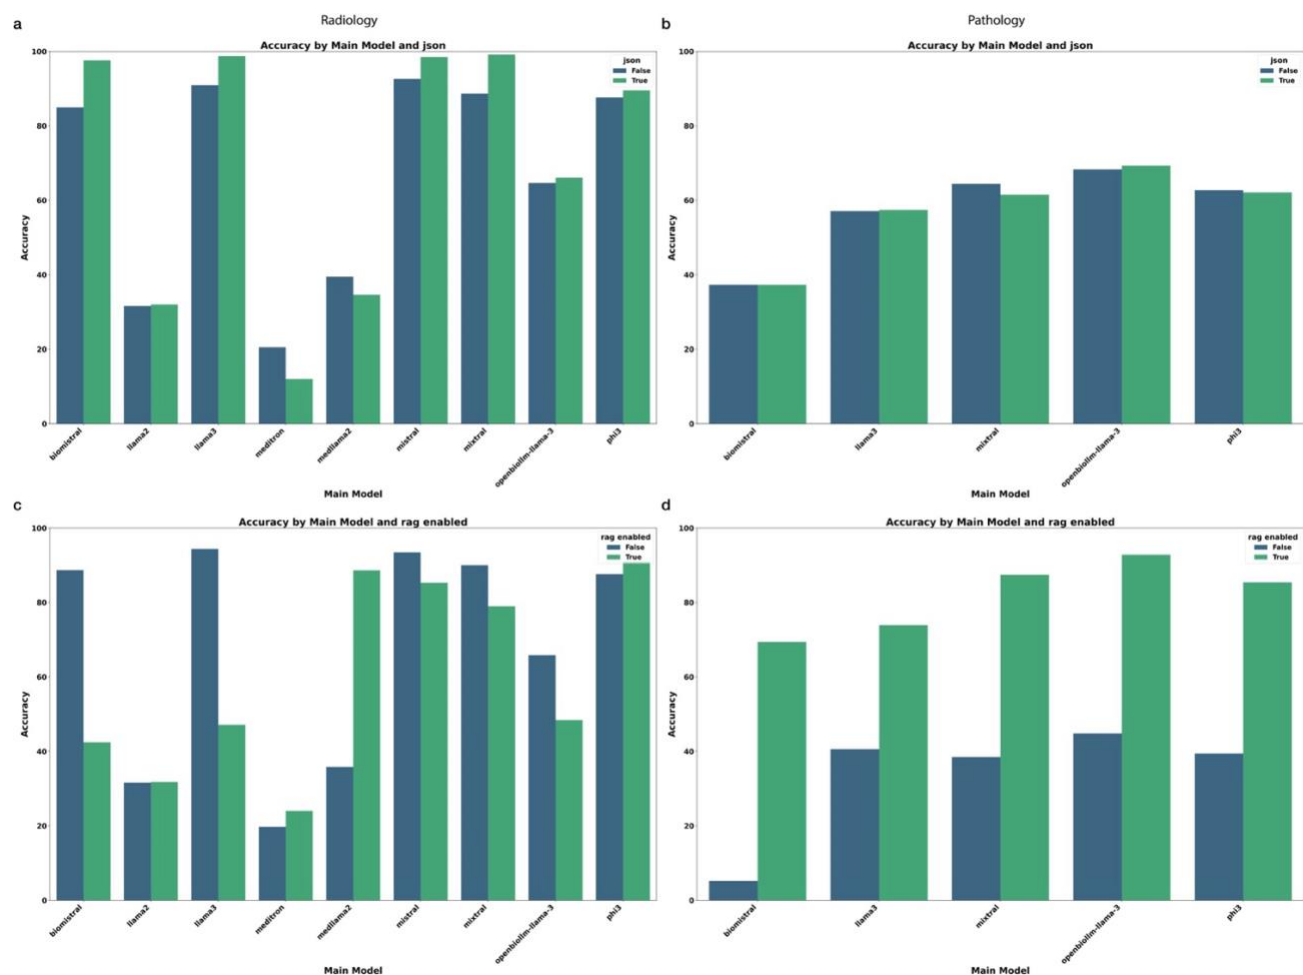 a
Radiology
Accuracy by Main Model and json
json
False
True
100
80
60
40
20
0
Accuracy
biomistral
llama2
llama3
meditron
medllama2
mistral
mixtral
openbiollm-llama-3
phi3
Main Model
b
Pathology
Accuracy by Main Model and json
json
False
True
100
80
60
40
20
0
Accuracy
biomistral
llama3
mixtral
openbiollm-llama-3
phi3
Main Model
c
Accuracy by Main Model and rag enabled
rag enabled
False
True
100
80
60
40
20
0
Accuracy
biomistral
llama2
llama3
meditron
medllama2
mistral
mixtral
openbiollm-llama-3
phi3
Main Model
d
Accuracy by Main Model and rag enabled
rag enabled
False
True
100
80
60
40
20
0
Accuracy
biomistral
llama3
mixtral
openbiollm-llama-3
phi3
Main Model